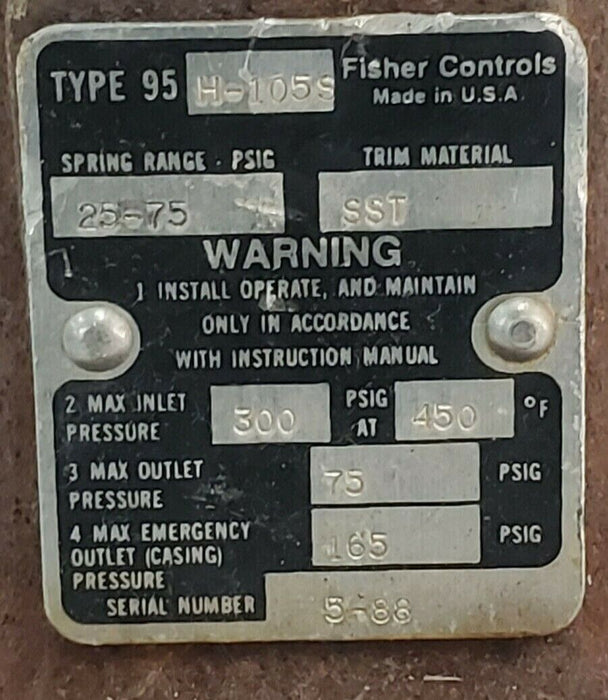 TYPE 95 H-105S Fisher Controls
Made in U.S.A.
SPRING RANGE - PSIG TRIM MATERIAL
25-75 SST
WARNING
1 INSTALL OPERATE, AND MAINTAIN
ONLY IN ACCORDANCE
WITH INSTRUCTION MANUAL
2 MAX INLET PRESSURE 300 PSIG AT 450 °F
3 MAX OUTLET PRESSURE 75 PSIG
4 MAX EMERGENCY OUTLET (CASING) PRESSURE 165 PSIG
SERIAL NUMBER 5-88